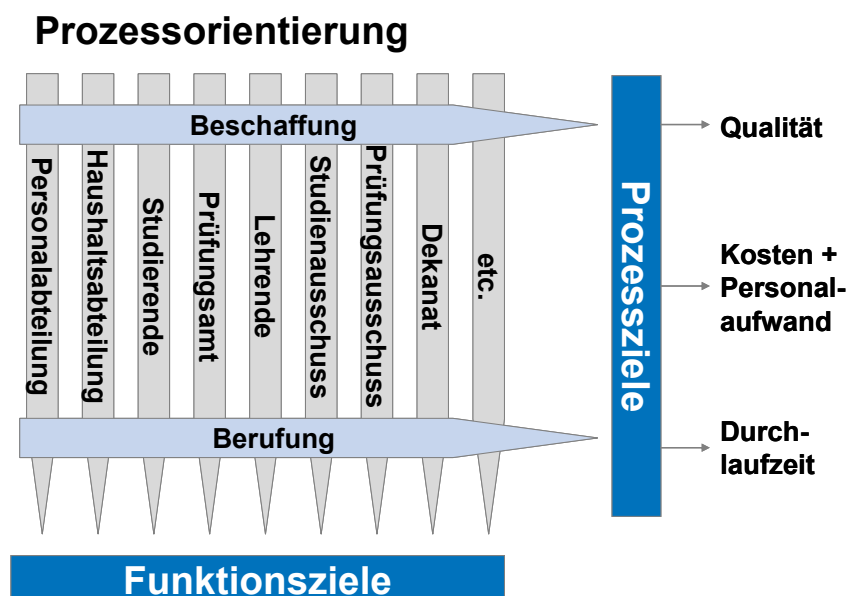 Prozessorientierung
Beschaffung
Personalabteilung
Haushaltsabteilung
Studierende
Prüfungsamt
Lehrende
Studienausschuss
Prüfungsausschuss
Dekanat
etc.
Berufung
Funktionsziele
Prozessziele
Qualität
Kosten +
Personal-
aufwand
Durch-
laufzeit